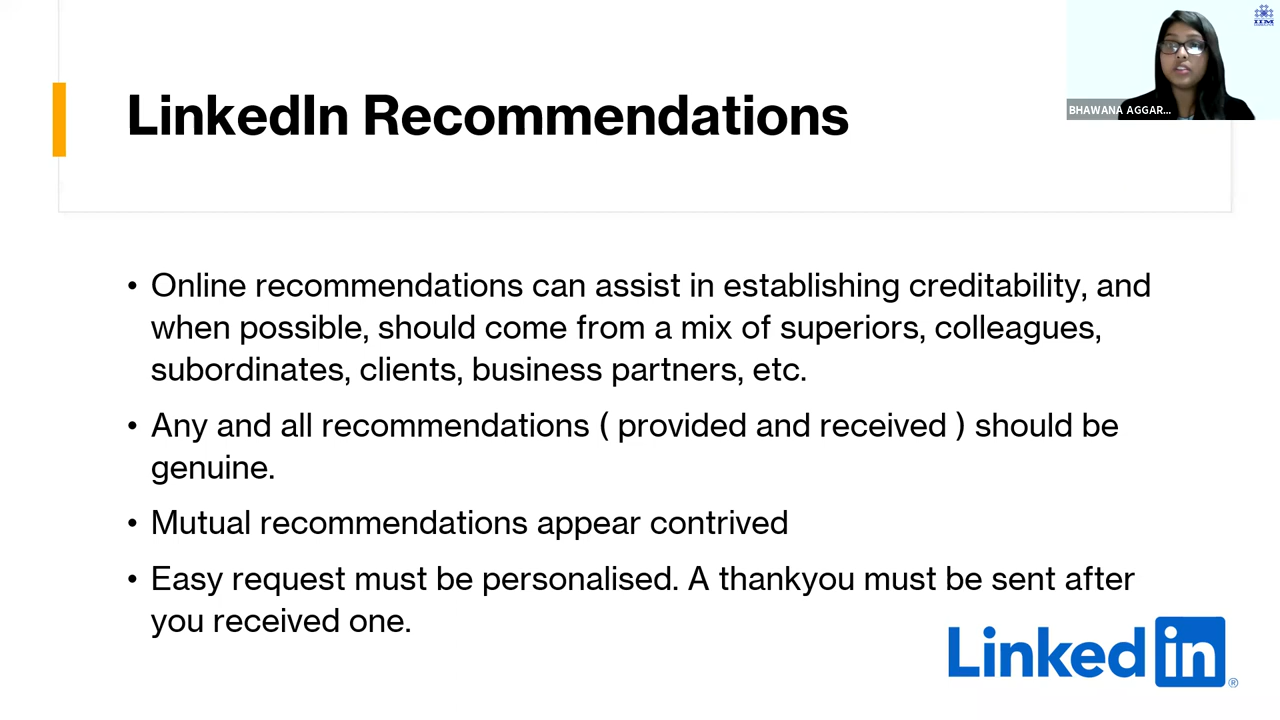 IIM
BHAWANA AGGAR...
LinkedIn Recommendations
• Online recommendations can assist in establishing creditability, and
when possible, should come from a mix of superiors, colleagues,
subordinates, clients, business partners, etc.
• Any and all recommendations ( provided and received ) should be
genuine.
• Mutual recommendations appear contrived
• Easy request must be personalised. A thankyou must be sent after
you received one.
Linkedin®